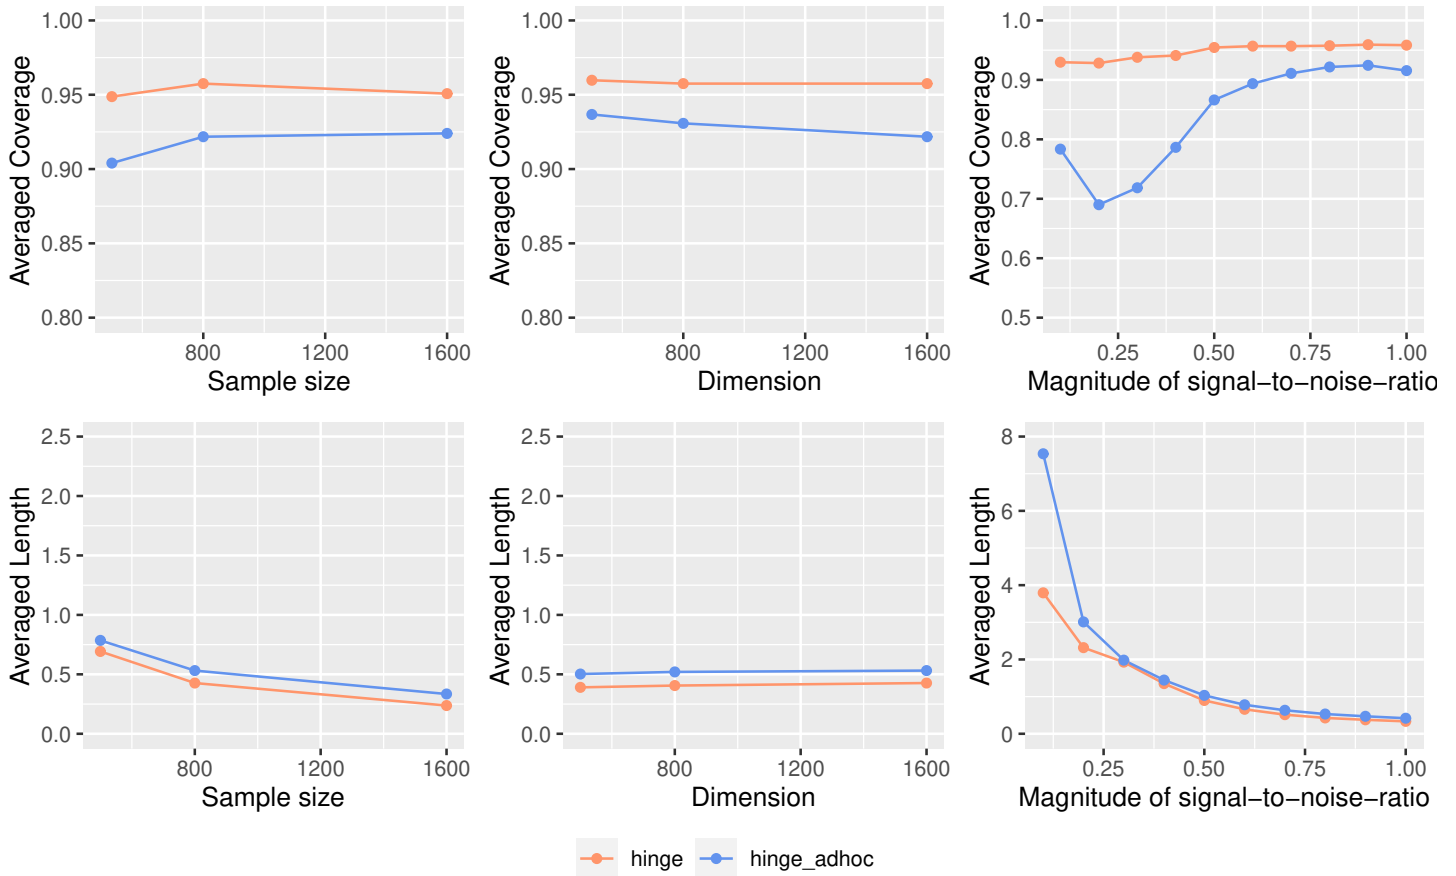 1.00
0.95
0.90
0.85
0.80
Averaged Coverage
800 1200 1600
Sample size
1.00
0.95
0.90
0.85
0.80
Averaged Coverage
800 1200 1600
Dimension
1.0
0.9
0.8
0.7
0.6
0.5
Averaged Coverage
0.25 0.50 0.75 1.00
Magnitude of signal−to−noise−ratio
2.5
2.0
1.5
1.0
0.5
0.0
Averaged Length
800 1200 1600
Sample size
2.5
2.0
1.5
1.0
0.5
0.0
Averaged Length
800 1200 1600
Dimension
8
6
4
2
0
Averaged Length
0.25 0.50 0.75 1.00
Magnitude of signal−to−noise−ratio
hinge hinge_adhoc